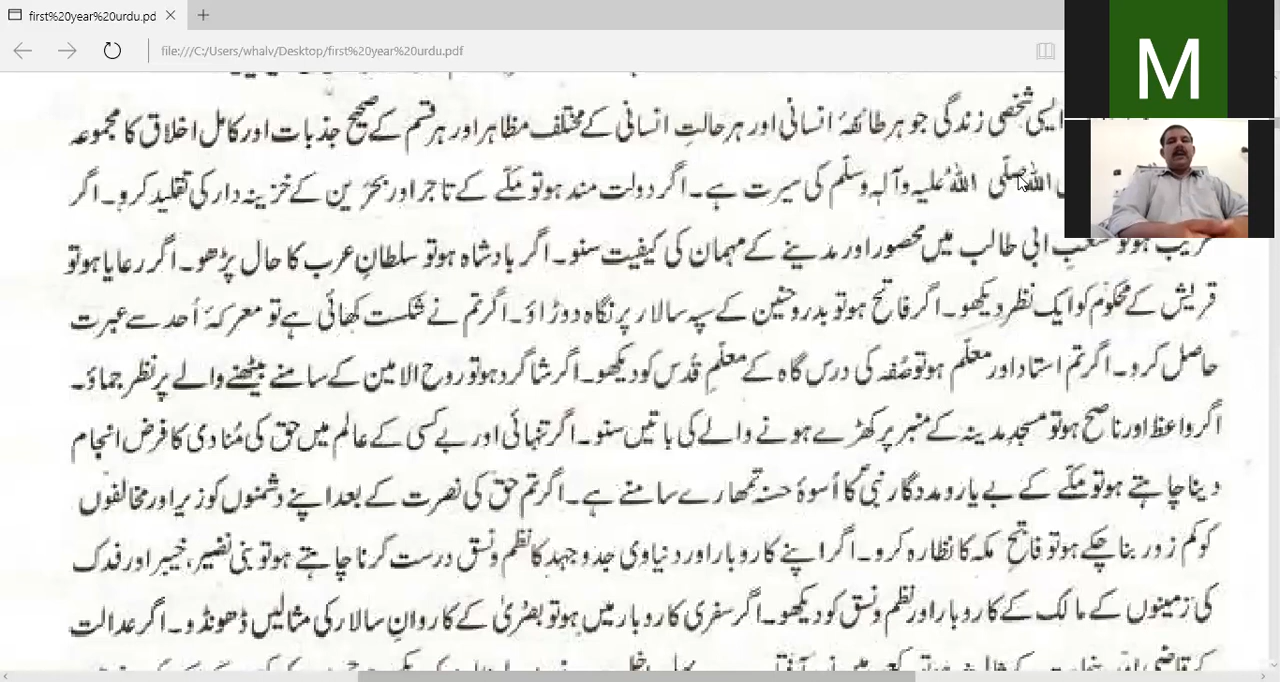 first%20year%20urdu.pd
file:///C:/Users/whalv/Desktop/first%20year%20urdu.pdf
M
ایسی شخصی زندگی جو ہر طائفۂ انسانی اور ہر حالتِ انسانی کے مختلف مظاہر اور ہر قسم کے صحیح جذبات اور کامل اخلاق کا مجموعہ
اللہ صلّی اللہُ علیہ وآلہٖ وسلّم کی سیرت ہے۔ اگر دولت مند ہو تو مکّے کے تاجر اور بحرَین کے خزینہ دار کی تقلید کرو۔ اگر
غریب ہو تو شعبِ ابی طالب میں محصور اور مدینے کے مہمان کی کیفیت سنو۔ اگر بادشاہ ہو تو سلطانِ عرب کا حال پڑھو۔ اگر رعایا ہو تو
قریش کے محکوم کو ایک نظر دیکھو۔ اگر فاتح ہو تو بدر و حنین کے سپہ سالار پر نگاہ دوڑاؤ۔ اگر تم نے شکست کھائی ہے تو معرکۂ اُحد سے عبرت
حاصل کرو۔ اگر تم استاد اور معلّم ہو تو صُفّہ کی درس گاہ کے معلّمِ قُدس کو دیکھو۔ اگر شاگرد ہو تو روح الامین کے سامنے بیٹھنے والے پر نظر جماؤ۔
اگر واعظ اور ناصح ہو تو مسجدِ مدینہ کے منبر پر کھڑے ہونے والے کی باتیں سنو۔ اگر تنہائی اور بے کسی کے عالم میں حق کی مُنادی کا فرض انجام
دینا چاہتے ہو تو مکّے کے بے یار و مددگار نبیؐ کا اُسوۂ حسنہ تمھارے سامنے ہے۔ اگر تم حق کی نصرت کے بعد اپنے دشمنوں کو زیر اور مخالفوں
کو کم زور بنا چکے ہو تو فاتحِ مکہ کا نظارہ کرو۔ اگر اپنے کاروبار اور دنیاوی جدوجہد کا نظم و نسق درست کرنا چاہتے ہو تو بنی نضیر، خیبر اور فدک
کی زمینوں کے مالک کے کاروبار اور نظم و نسق کو دیکھو۔ اگر سفری کاروبار میں ہو تو بصُریٰ کے کاروانِ سالار کی مثالیں ڈھونڈو۔ اگر عدالت